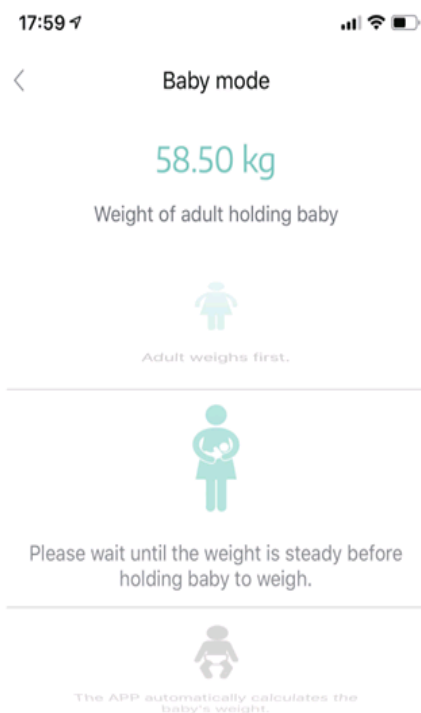 17:59
Baby mode
58.50 kg
Weight of adult holding baby
Adult weighs first.
Please wait until the weight is steady before
holding baby to weigh.
The APP automatically calculates the
baby's weight.